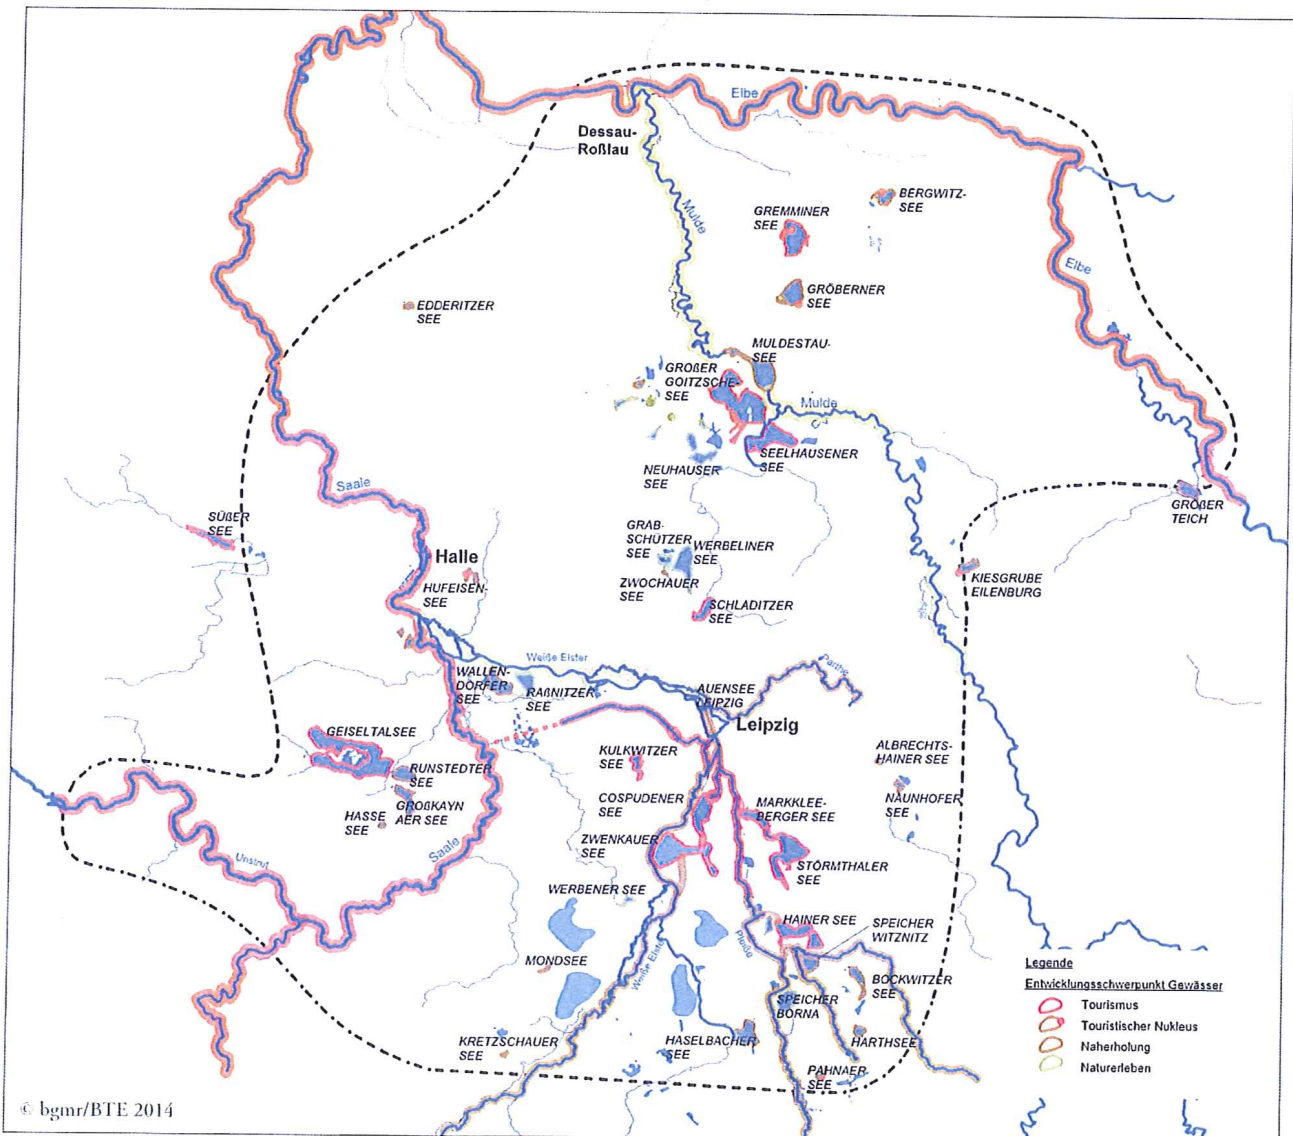 Elbe
Dessau-
Roßlau
BERGWITZ-
SEE
GREMMINER
SEE
Mulde
Elbe
GRÖBERNER
SEE
EDDERITZER
SEE
MULDESTAU-
SEE
GROßER
GOITZSCHE-
SEE
Mulde
SEELHAUSENER
SEE
NEUHAUSER
SEE
Saale
GROßER
TEICH
SÜßER
SEE
GRAB-
SCHÜTZER
SEE
WERBELINER
SEE
Halle
HUFEISEN-
SEE
ZWOCHAUER
SEE
KIESGRUBE
EILENBURG
SCHLADITZER
SEE
Weiße Elster
Parthe
WALLEN-
DORFER
SEE
RAßNITZER
SEE
AUENSEE
LEIPZIG
Leipzig
GEISELTALSEE
KULKWITZER
SEE
ALBRECHTS-
HAINER SEE
RUNSTEDTER
SEE
COSPUDENER
SEE
MARKKLEE-
BERGER SEE
NAUNHOFER
SEE
GROßKAYN
AER SEE
HASSE
SEE
ZWENKAUER
SEE
Saale
Unstrut
STÖRMTHALER
SEE
WERBENER SEE
HAINER SEE
SPEICHER
WITZNITZ
Pleiße
Weiße Elster
MONDSEE
BOCKWITZER
SEE
SPEICHER
BORNA
KRETZSCHAUER
SEE
HASELBACHER
SEE
HARTHSEE
PAHNAER
SEE
Legende
Entwicklungsschwerpunkt Gewässer
Tourismus
Touristischer Nukleus
Naherholung
Naturerleben
© bgmr/BTE 2014